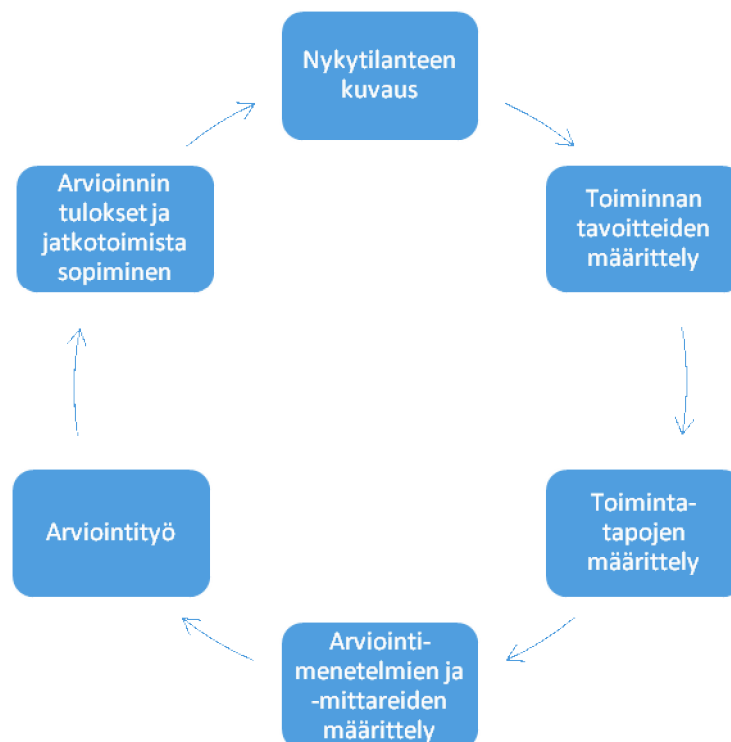 Nykytilanteen
kuvaus
Toiminnan
tavoitteiden
määrittely
Toiminta-
tapojen
määrittely
Arviointi-
menetelmien ja
-mittareiden
määrittely
Arviointityö
Arvioinnin
tulokset ja
jatkotoimista
sopiminen